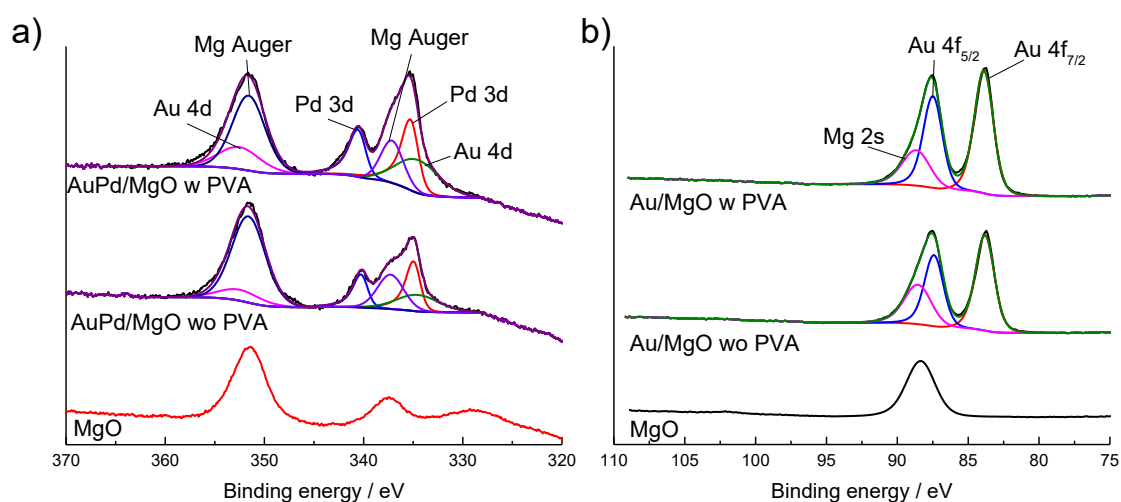 a)
Mg Auger
Mg Auger
Au 4d
Pd 3d
Pd 3d
Au 4d
AuPd/MgO w PVA
AuPd/MgO wo PVA
MgO
370 360 350 340 330 320
Binding energy / eV
b)
Au 4f5/2
Au 4f7/2
Mg 2s
Au/MgO w PVA
Au/MgO wo PVA
MgO
110 105 100 95 90 85 80 75
Binding energy / eV